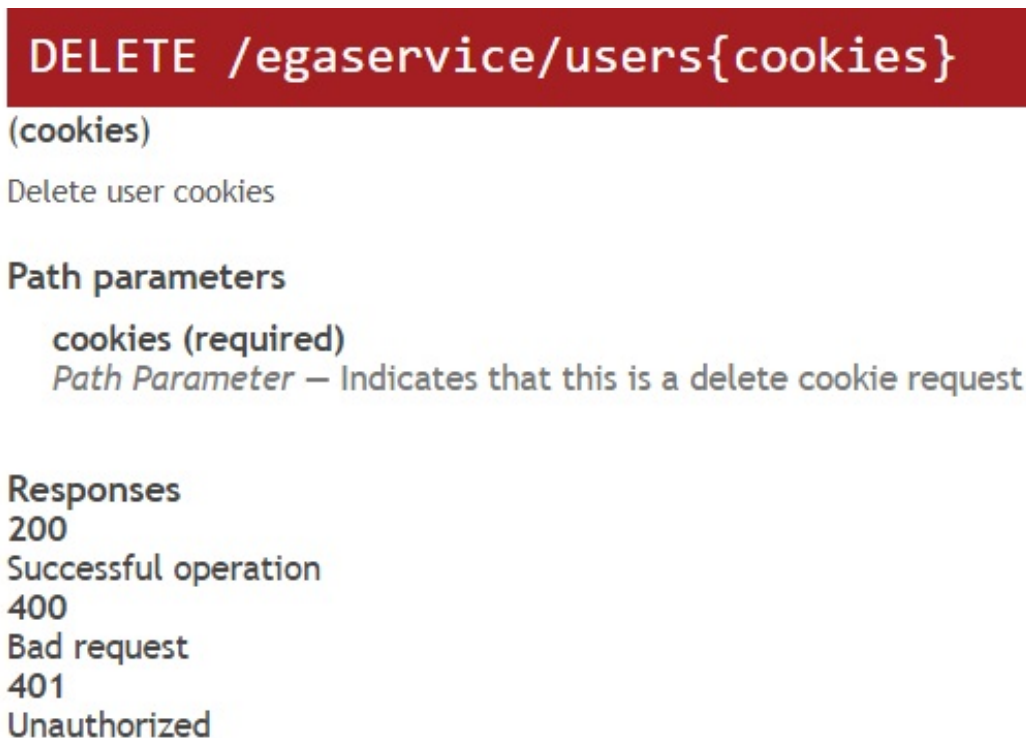 DELETE /egaservice/users{cookies}
(cookies)
Delete user cookies
Path parameters
cookies (required)
Path Parameter — Indicates that this is a delete cookie request
Responses
200
Successful operation
400
Bad request
401
Unauthorized